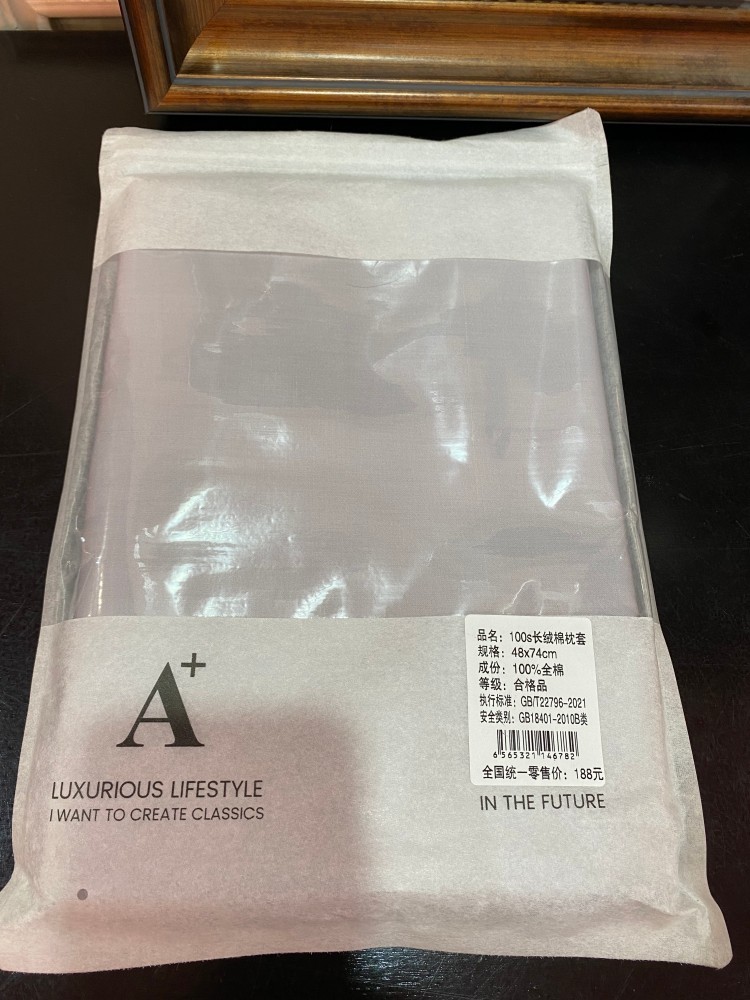 A+
LUXURIOUS LIFESTYLE
I WANT TO CREATE CLASSICS
品名：100s长绒棉枕套
规格：48x74cm
成份：100%全棉
等级：合格品
执行标准：GB/T22796-2021
安全类别：GB18401-2010B类
6 565321 146782
全国统一零售价：188元
IN THE FUTURE